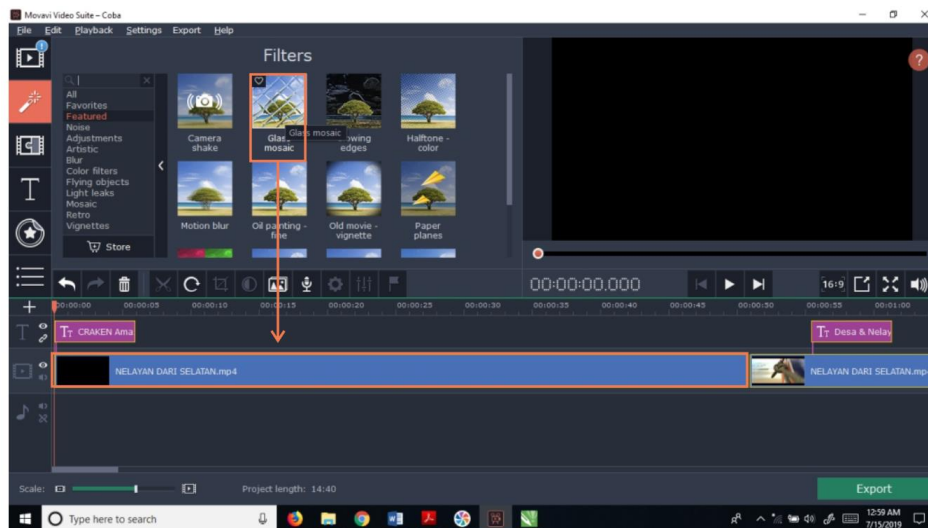 Movavi Video Suite – Coba
File Edit Playback Settings Export Help
Filters
All
Favorites
Featured
Noise
Adjustments
Artistic
Blur
Color filters
Flying objects
Light leaks
Mosaic
Retro
Vignettes
Store
Camera shake
Glass mosaic
Glass mosaic
edges
Halftone - color
Motion blur
Oil painting - fine
Old movie - vignette
Paper planes
00:00:00.000
16:9
00:00:00 00:00:05 00:00:10 00:00:15 00:00:20 00:00:25 00:00:30 00:00:35 00:00:40 00:00:45 00:00:50 00:00:55 00:01:00
CRAKEN Ama
Desa & Nelay
NELAYAN DARI SELATAN.mp4
NELAYAN DARI SELATAN.mp
Scale:
Project length: 14:40
Export
Type here to search
12:59 AM
7/15/2019